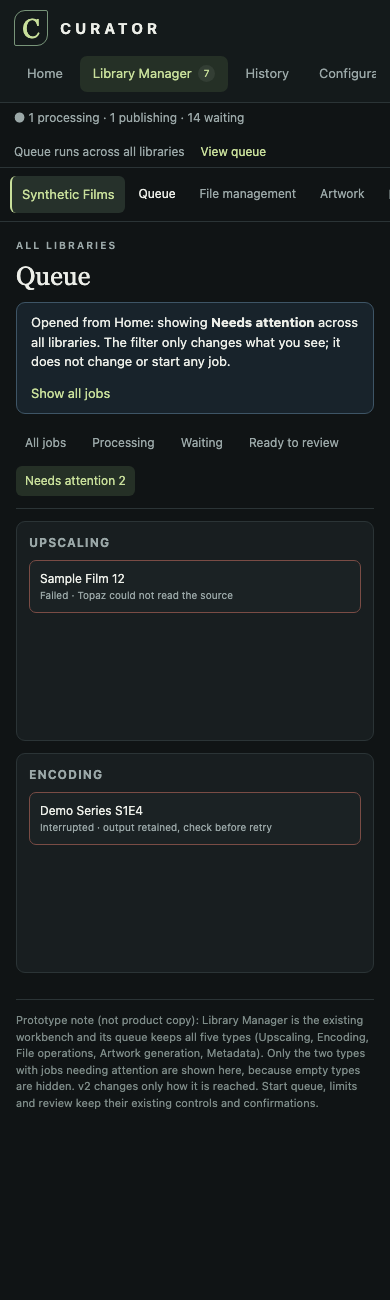 C CURATOR
Home Library Manager 7 History Configura
1 processing · 1 publishing · 14 waiting
Queue runs across all libraries View queue
Synthetic Films Queue File management Artwork
ALL LIBRARIES
Queue
Opened from Home: showing Needs attention across
all libraries. The filter only changes what you see; it
does not change or start any job.
Show all jobs
All jobs Processing Waiting Ready to review
Needs attention 2
UPSCALING
Sample Film 12
Failed · Topaz could not read the source
ENCODING
Demo Series S1E4
Interrupted · output retained, check before retry
Prototype note (not product copy): Library Manager is the existing
workbench and its queue keeps all five types (Upscaling, Encoding,
File operations, Artwork generation, Metadata). Only the two types
with jobs needing attention are shown here, because empty types
are hidden. v2 changes only how it is reached. Start queue, limits
and review keep their existing controls and confirmations.